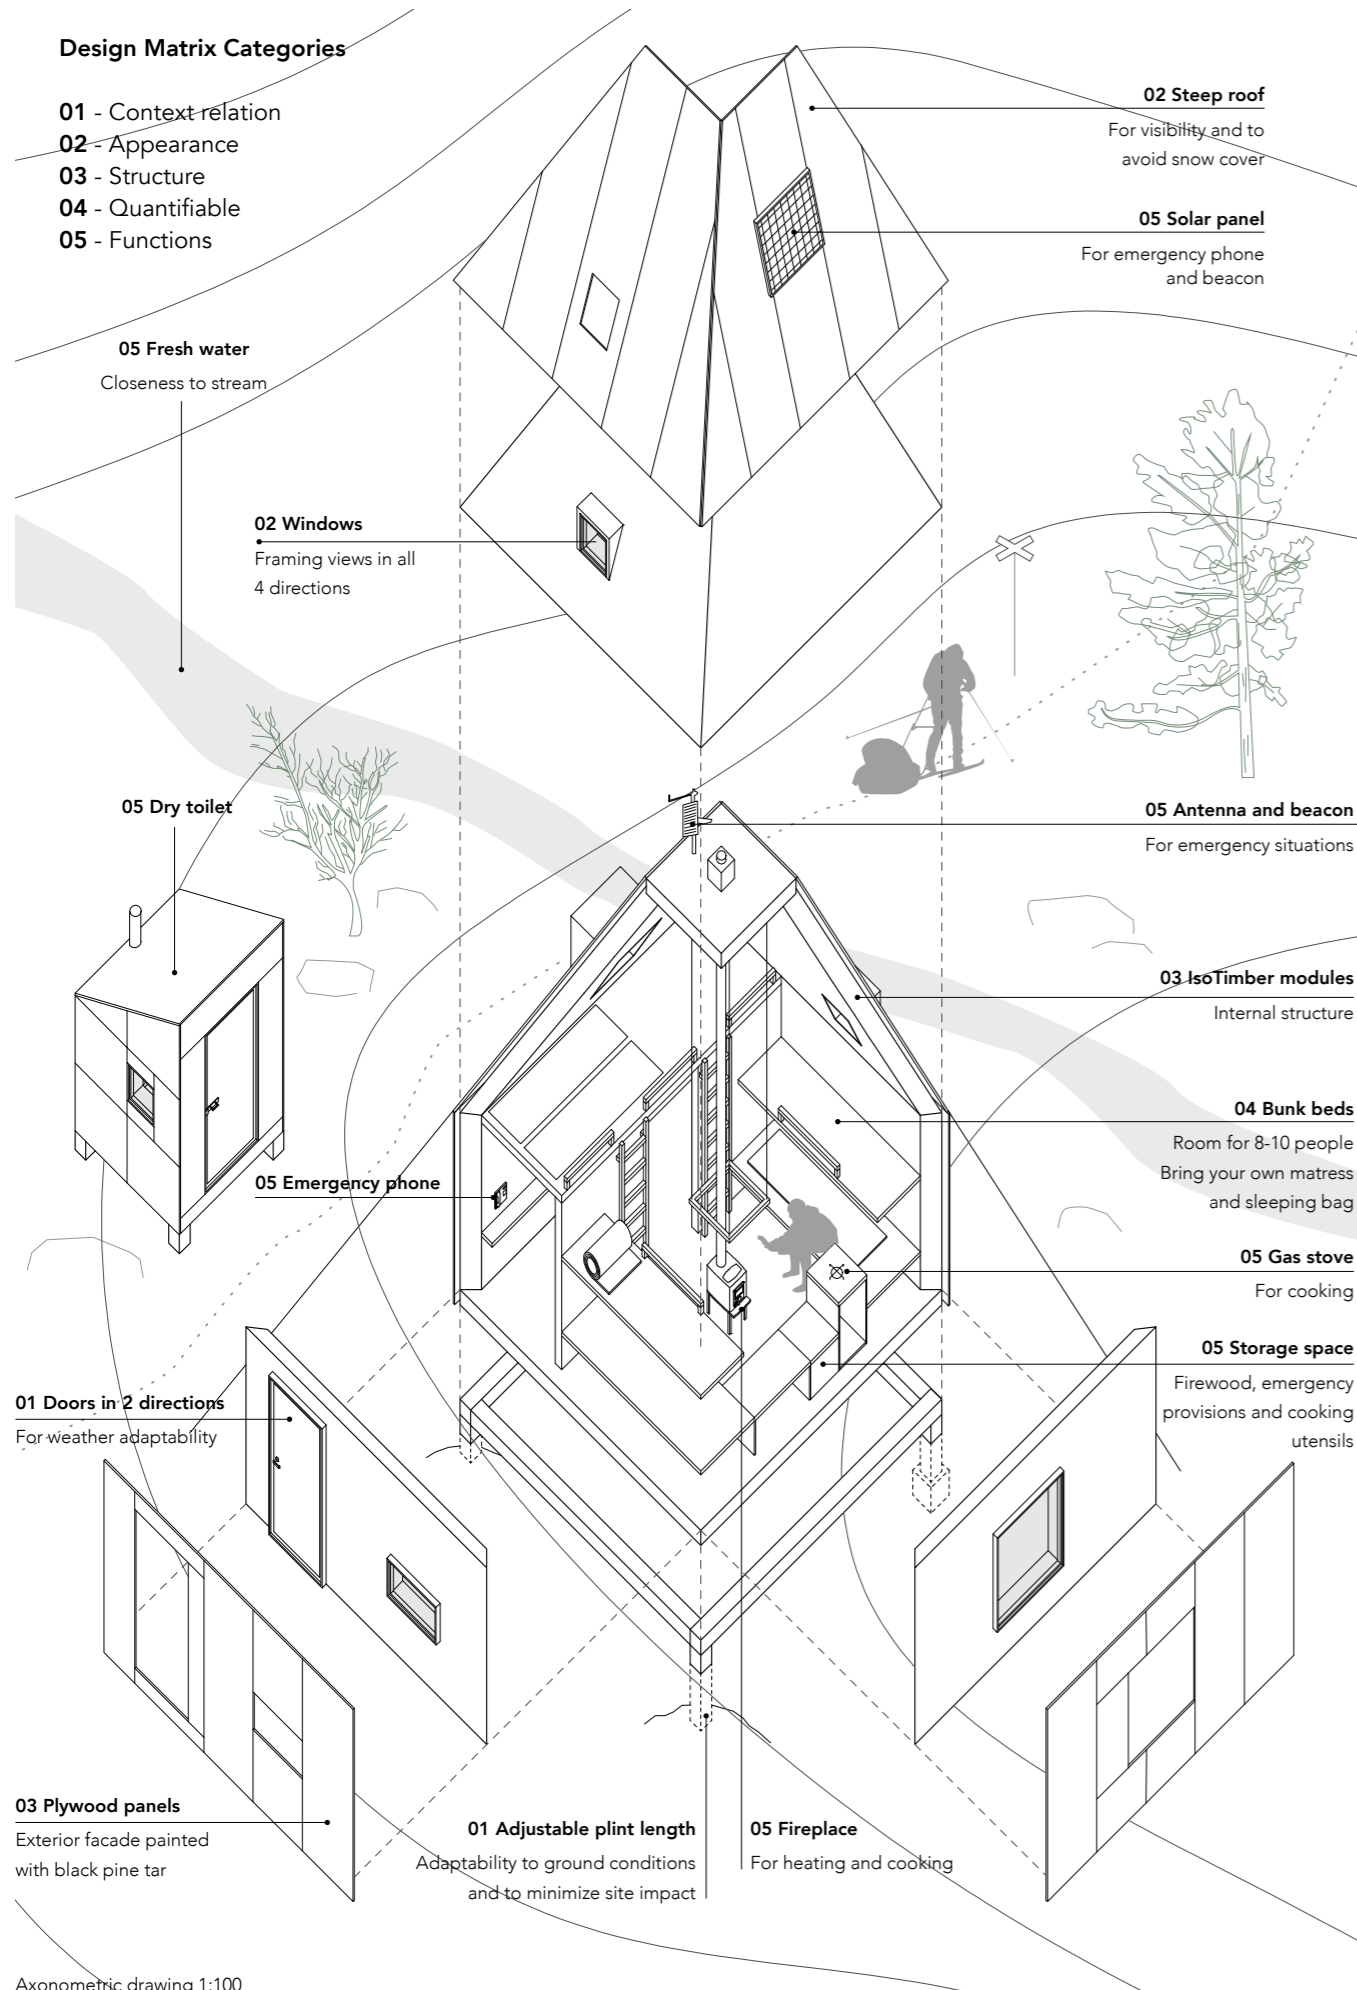 Design Matrix Categories
01 - Context relation
02 - Appearance
03 - Structure
04 - Quantifiable
05 - Functions
02 Steep roof
For visibility and to
avoid snow cover
05 Solar panel
For emergency phone
and beacon
05 Fresh water
Closeness to stream
02 Windows
Framing views in all
4 directions
05 Dry toilet
05 Antenna and beacon
For emergency situations
03 IsoTimber modules
Internal structure
04 Bunk beds
Room for 8-10 people
Bring your own matress
and sleeping bag
05 Emergency phone
05 Gas stove
For cooking
05 Storage space
Firewood, emergency
provisions and cooking
utensils
01 Doors in 2 directions
For weather adaptability
03 Plywood panels
Exterior facade painted
with black pine tar
01 Adjustable plint length
Adaptability to ground conditions
and to minimize site impact
05 Fireplace
For heating and cooking
Axonometric drawing 1:100